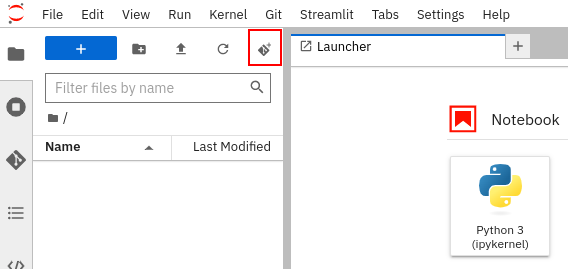 File Edit View Run Kernel Git Streamlit Tabs Settings Help
+
Launcher
+
Filter files by name
/
Name Last Modified
Notebook
Python 3
(ipykernel)